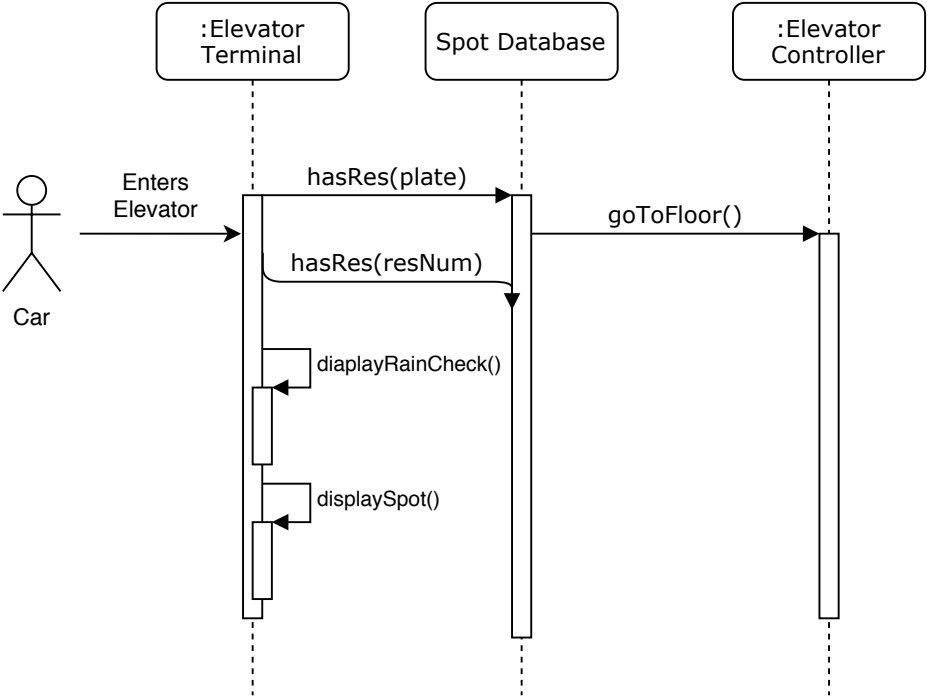 :Elevator
Terminal
Spot Database
:Elevator
Controller
Enters
Elevator
hasRes(plate)
goToFloor()
hasRes(resNum)
Car
diaplayRainCheck()
displaySpot()